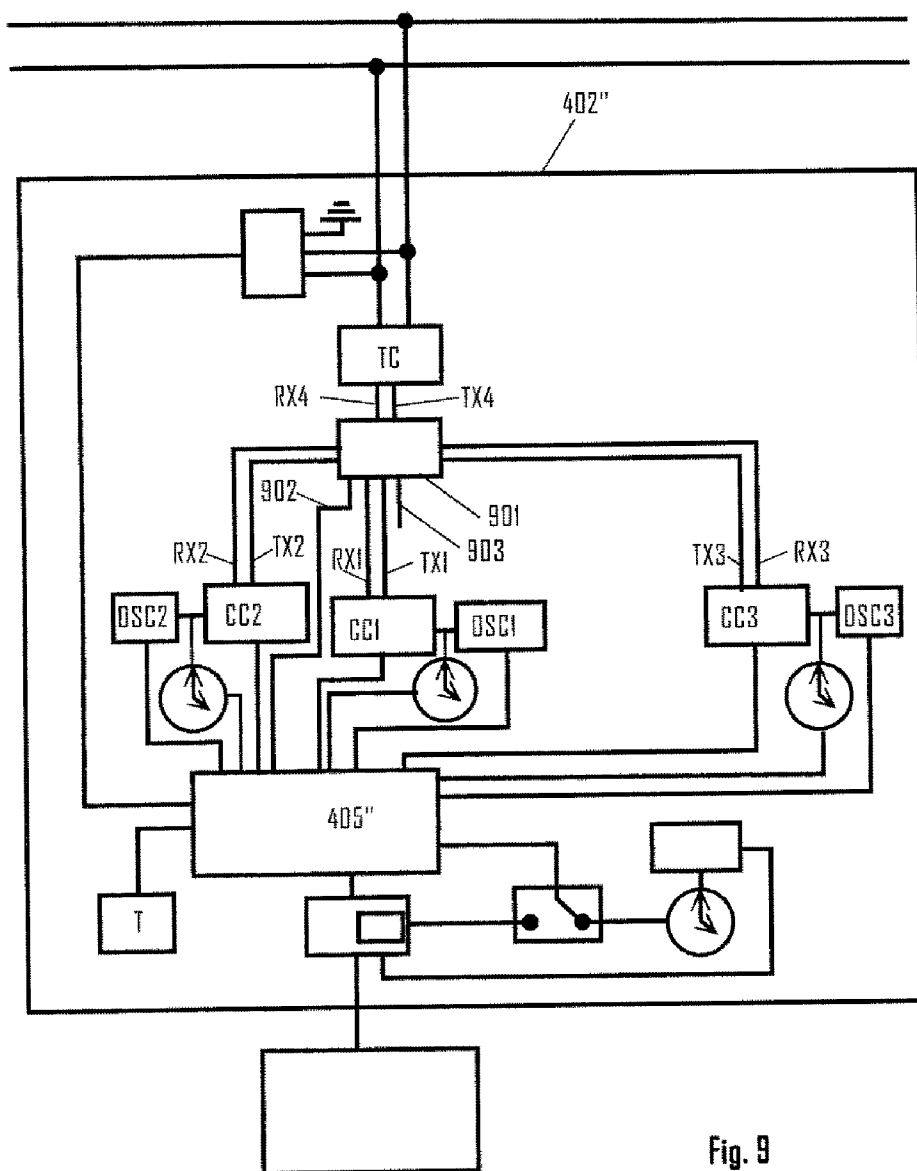 402"
TC
RX4
TX4
902
901
903
RX2
TX2
RX1
TX1
TX3
RX3
OSC2
CC2
CC1
OSC1
CC3
OSC3
405"
T
Fig. 9